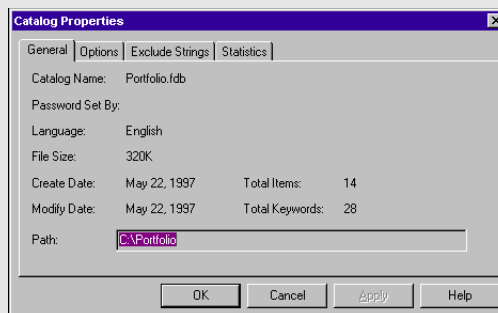 Catalog Properties
General Options Exclude Strings Statistics
Catalog Name: Portfolio.fdb
Password Set By:
Language: English
File Size: 320K
Create Date: May 22, 1997 Total Items: 14
Modify Date: May 22, 1997 Total Keywords: 28
Path: C:\Portfolio
OK Cancel Apply Help